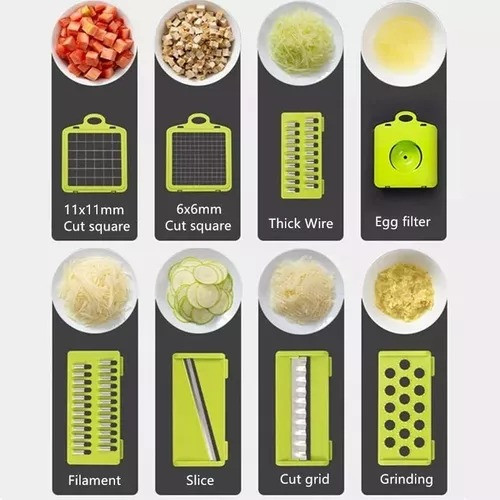 11x11mm
Cut square
6x6mm
Cut square
Thick Wire
Egg filter
Filament
Slice
Cut grid
Grinding